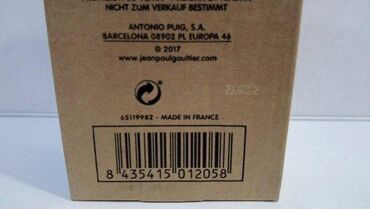 NICHT ZUM VERKAUF BESTIMMT
ANTONIO PUIG, S.A.
BARCELONA 08902 PL EUROPA 46
© 2017
www.jeanpaulgaultier.com
65119982 - MADE IN FRANCE
8 435415 012058